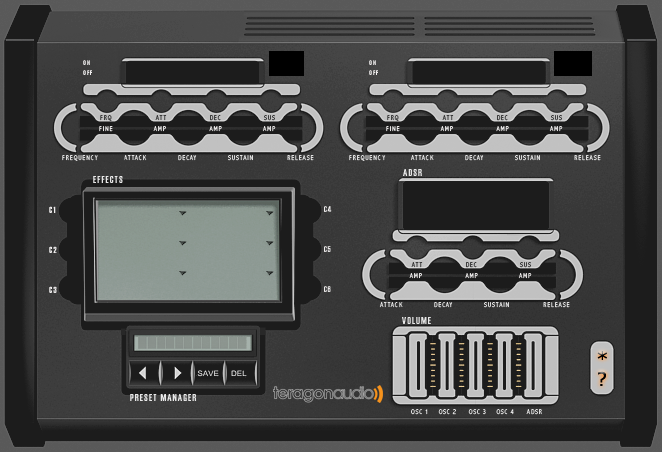 ON
OFF
FRQ ATT DEC SUS
FINE AMP AMP AMP
FREQUENCY ATTACK DECAY SUSTAIN RELEASE
ON
OFF
FRQ ATT DEC SUS
FINE AMP AMP AMP
FREQUENCY ATTACK DECAY SUSTAIN RELEASE
EFFECTS
C1
C2
C3
C4
C5
C6
SAVE DEL
PRESET MANAGER
ADSR
ATT DEC SUS
AMP AMP AMP
ATTACK DECAY SUSTAIN RELEASE
VOLUME
OSC 1 OSC 2 OSC 3 OSC 4 ADSR
teragonaudio
*
?